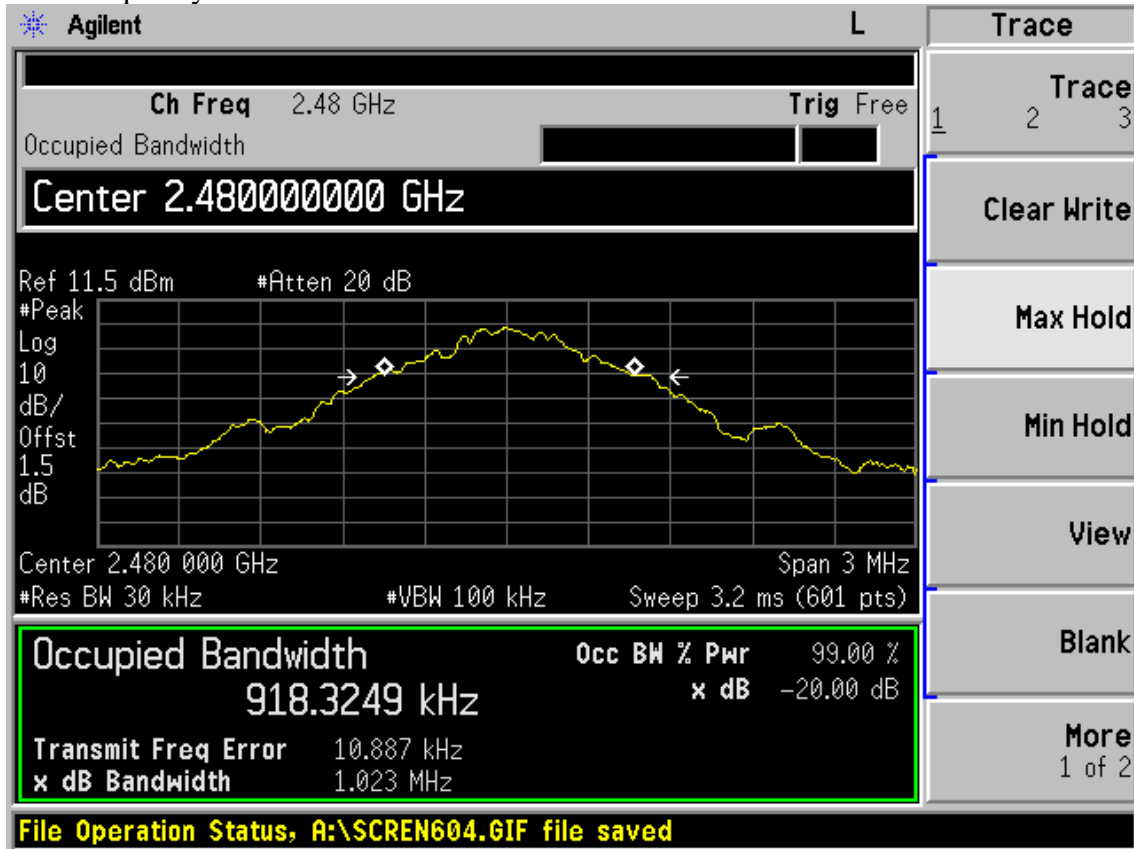 Agilent L Trace
Ch Freq 2.48 GHz Trig Free
Occupied Bandwidth
Center 2.480000000 GHz
Ref 11.5 dBm #Atten 20 dB
#Peak
Log
10
dB/
Offst
1.5
dB
Center 2.480 000 GHz Span 3 MHz
#Res BW 30 kHz #VBW 100 kHz Sweep 3.2 ms (601 pts)
Occupied Bandwidth Occ BW % Pwr 99.00 %
918.3249 kHz x dB -20.00 dB
Transmit Freq Error 10.887 kHz
x dB Bandwidth 1.023 MHz
File Operation Status, A:\SCREN604.GIF file saved
Trace
1 2 3
Clear Write
Max Hold
Min Hold
View
Blank
More
1 of 2